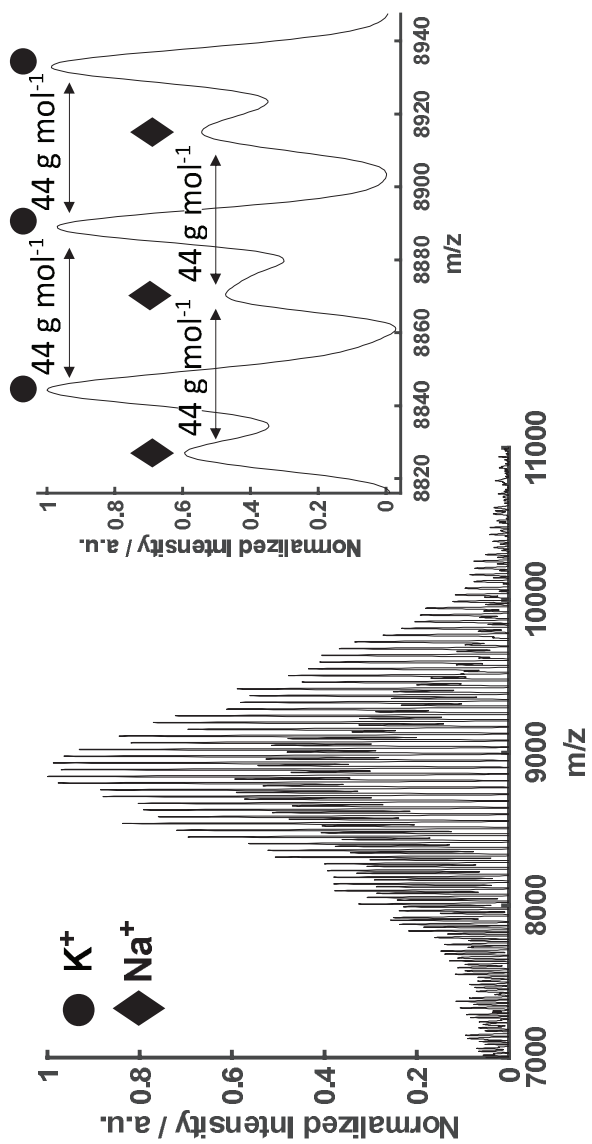 K+
Na+
Normalized Intensity / a.u.
1
0.8
0.6
0.4
0.2
0
7000
8000
9000
10000
11000
m/z
Normalized Intensity / a.u.
1
0.8
0.6
0.4
0.2
0
44 g mol-1
44 g mol-1
44 g mol-1
44 g mol-1
8820
8840
8860
8880
8900
8920
8940
m/z